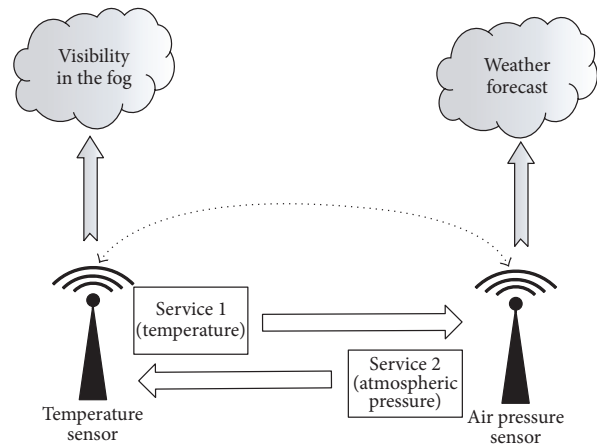 Visibility
in the fog
Weather
forecast
Service 1
(temperature)
Service 2
(atmospheric
pressure)
Temperature
sensor
Air pressure
sensor